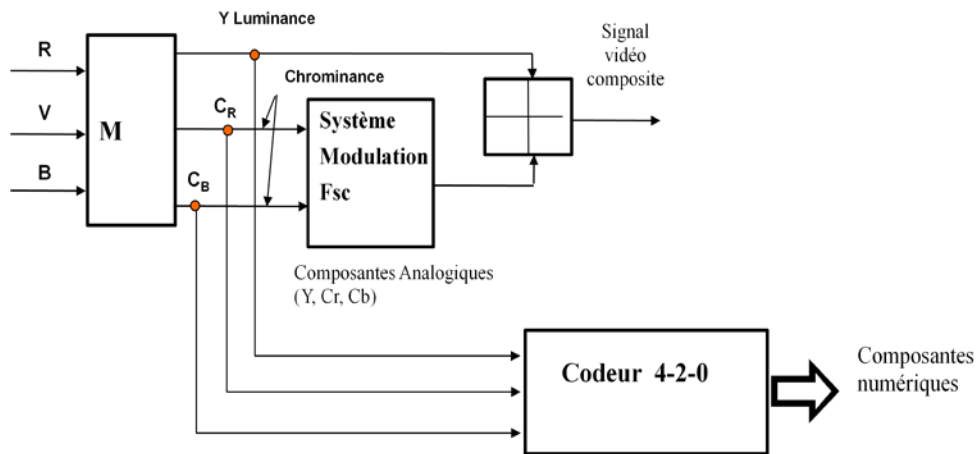 Y Luminance
Signal
vidéo
composite
R
Chrominance
V
C_R
M
Système
Modulation
Fsc
B
C_B
Composantes Analogiques
(Y, Cr, Cb)
Codeur 4-2-0
Composantes
numériques